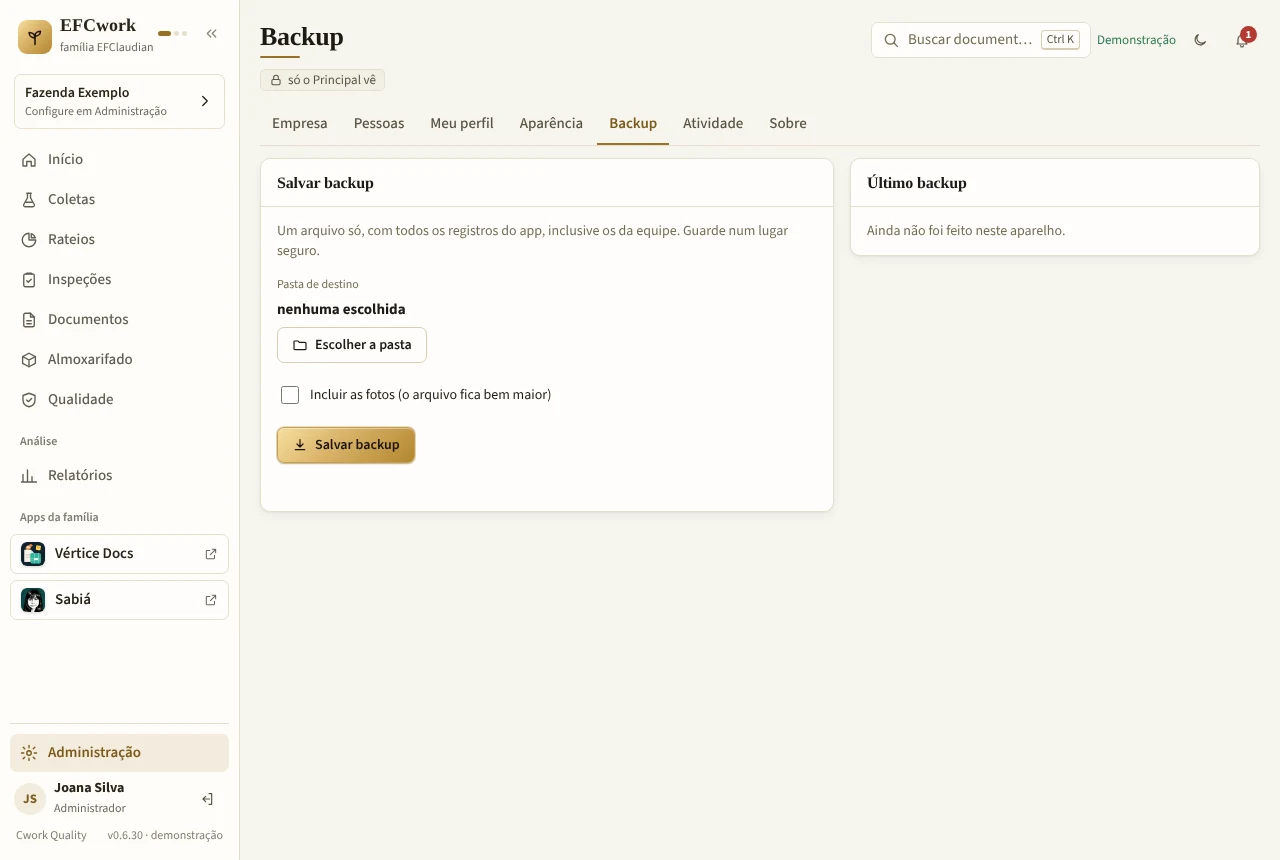 EFCwork
família EFClaudian
Fazenda Exemplo
Configure em Administração
Início
Coletas
Rateios
Inspeções
Documentos
Almoxarifado
Qualidade
Análise
Relatórios
Apps da família
Vértice Docs
Sabiá
Administração
JS
Joana Silva
Administrador
Cwork Quality
v0.6.30 · demonstração
Backup
só o Principal vê
Buscar document…
Ctrl K
Demonstração
1
Empresa
Pessoas
Meu perfil
Aparência
Backup
Atividade
Sobre
Salvar backup
Um arquivo só, com todos os registros do app, inclusive os da equipe. Guarde num lugar
seguro.
Pasta de destino
nenhuma escolhida
Escolher a pasta
Incluir as fotos (o arquivo fica bem maior)
Salvar backup
Último backup
Ainda não foi feito neste aparelho.